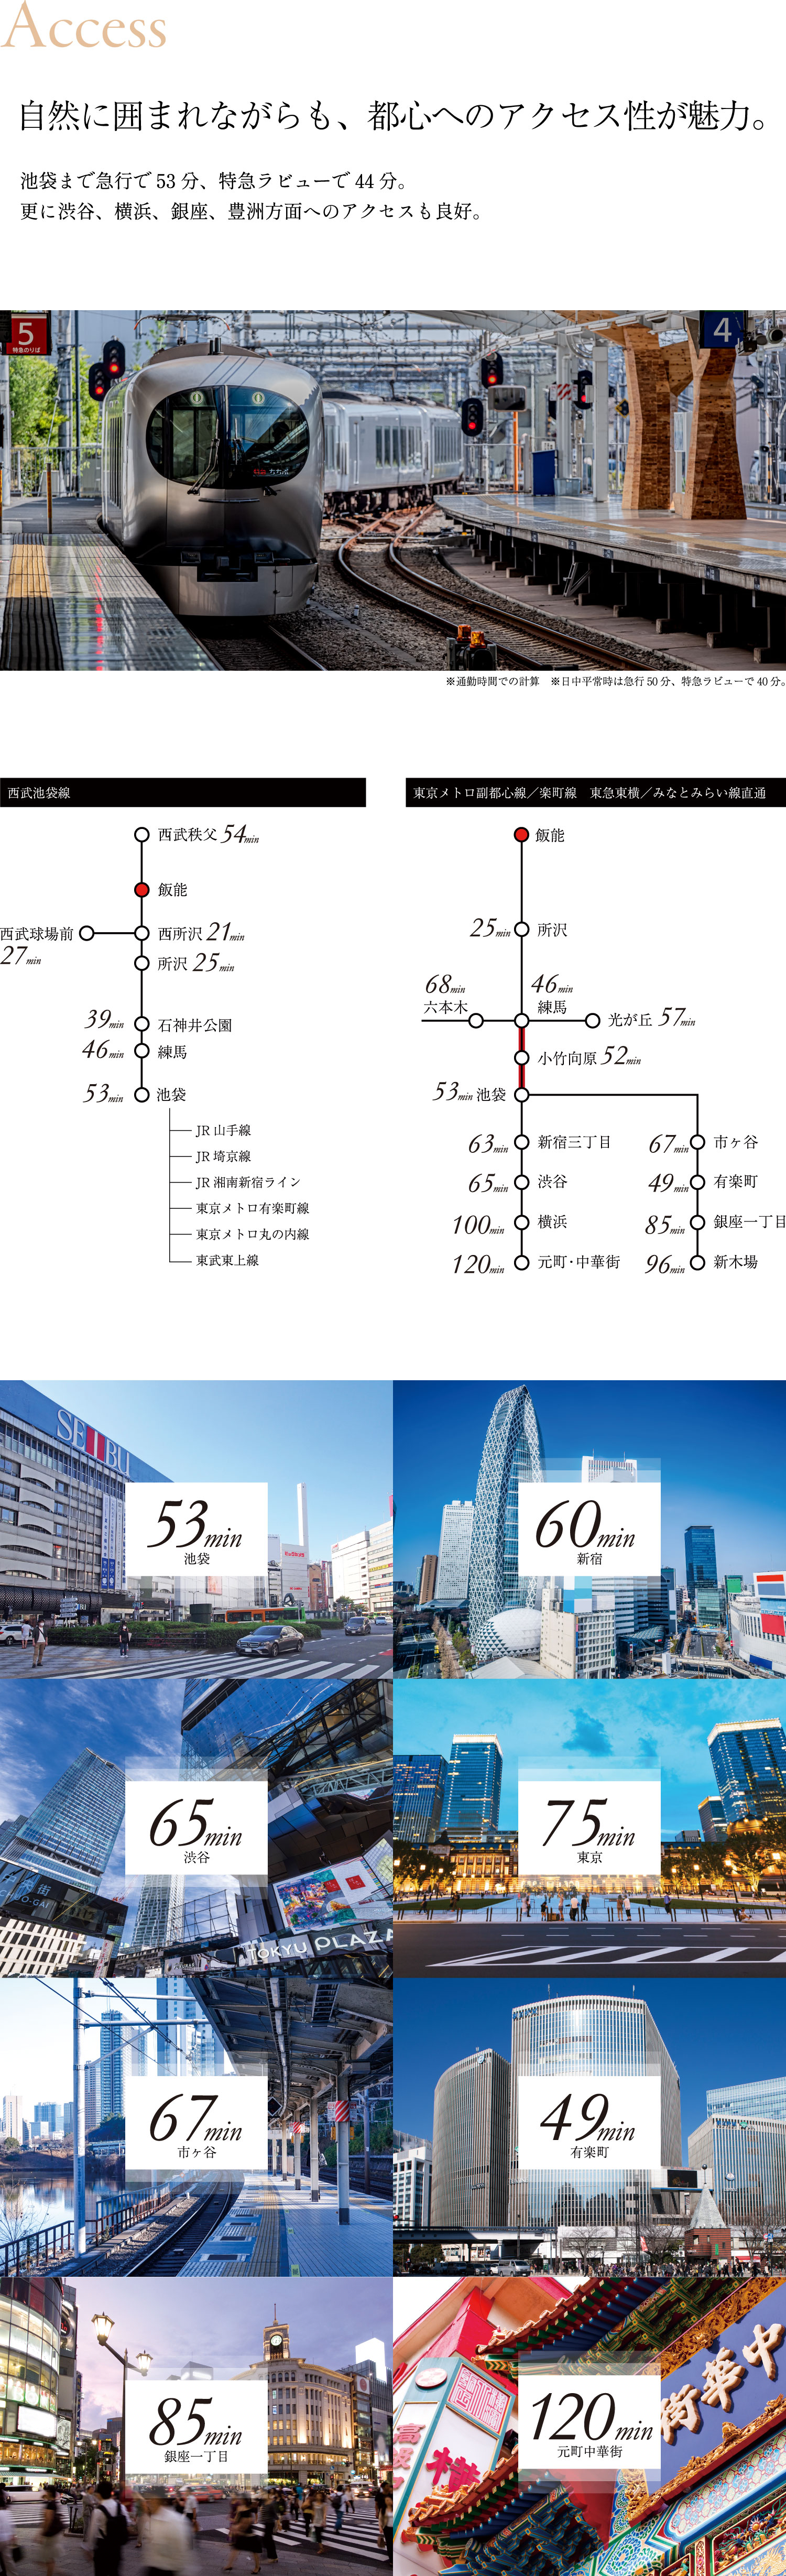 Access
自然に囲まれながらも、都心へのアクセス性が魅力。
池袋まで急行で 53 分、特急ラビューで 44 分。
更に渋谷、横浜、銀座、豊洲方面へのアクセスも良好。
5
特急のりば
4
※通勤時間での計算　※日中平常時は急行 50 分、特急ラビューで 40 分。
西武池袋線
西武秩父 54min
飯能
西武球場前
27min
西所沢 21min
所沢 25min
39min 石神井公園
46min 練馬
53min 池袋
JR 山手線
JR 埼京線
JR 湘南新宿ライン
東京メトロ有楽町線
東京メトロ丸の内線
東武東上線
東京メトロ副都心線／楽町線　東急東横／みなとみらい線直通
飯能
25min 所沢
68min
六本木
46min
練馬
光が丘 57min
小竹向原 52min
53min 池袋
63min 新宿三丁目
65min 渋谷
100min 横浜
120min 元町･中華街
67min 市ヶ谷
49min 有楽町
85min 銀座一丁目
96min 新木場
SEIBU
53min
池袋
60min
新宿
65min
渋谷
TOKYU PLAZA
75min
東京
67min
市ヶ谷
49min
有楽町
85min
銀座一丁目
120min
元町中華街
中華街